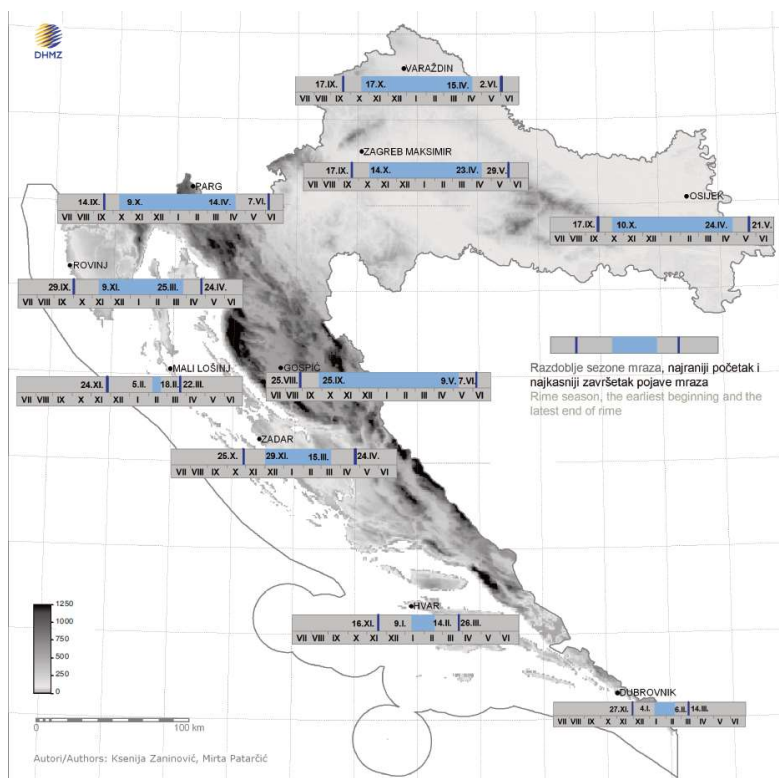 DHMZ
VARAŽDIN
17.IX. 17.X. 15.IV. 2.VI.
VII VIII IX X XI XII I II III IV V VI
ZAGREB MAKSIMIR
17.IX. 14.X. 23.IV. 29.V.
VII VIII IX X XI XII I II III IV V VI
PARG
14.IX. 9.X. 14.IV. 7.VI.
VII VIII IX X XI XII I II III IV V VI
OSIJEK
17.IX. 10.X. 24.IV. 21.V.
VII VIII IX X XI XII I II III IV V VI
ROVINJ
29.IX. 9.XI. 25.III. 24.IV.
VII VIII IX X XI XII I II III IV V VI
MALI LOŠINJ
24.XI. 5.II. 18.II. 22.III.
VII VIII IX X XI XII I II III IV V VI
GOSPIĆ
25.VIII. 25.IX. 9.V. 7.VI.
VII VIII IX X XI XII I II III IV V VI
Razdoblje sezone mraza, najraniji početak i
najkasniji završetak pojave mraza
Rime season, the earliest beginning and the
latest end of rime
ZADAR
25.X. 29.XI. 15.III. 24.IV.
VII VIII IX X XI XII I II III IV V VI
1250
1000
750
500
250
0
HVAR
16.XI. 9.I. 14.II. 26.III.
VII VIII IX X XI XII I II III IV V VI
DUBROVNIK
27.XI. 4.I. 6.II. 14.III.
VII VIII IX X XI XII I II III IV V VI
0 100 km
Autori/Authors: Ksenija Zaninović, Mirta Patarčić